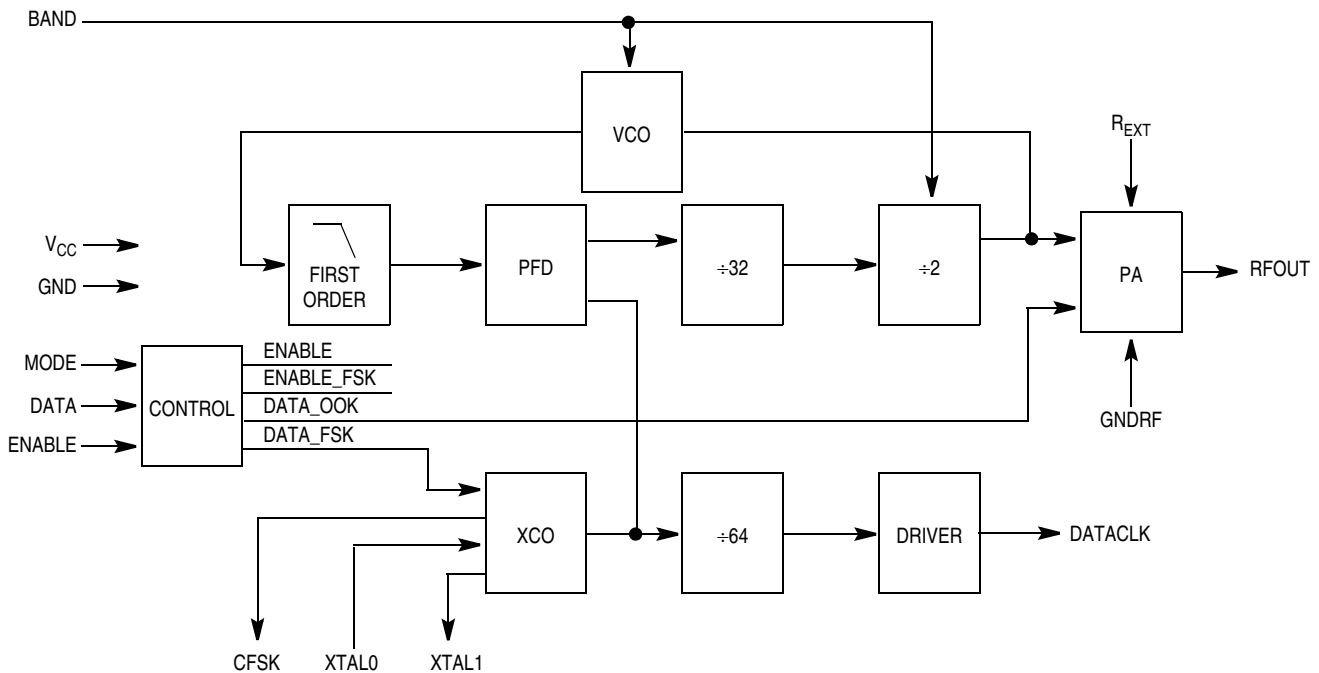 BAND
VCO
R_EXT
V_CC
GND
FIRST
ORDER
PFD
÷32
÷2
PA
RFOUT
MODE
DATA
ENABLE
CONTROL
ENABLE
ENABLE_FSK
DATA_OOK
DATA_FSK
GNDRF
XCO
÷64
DRIVER
DATACLK
CFSK
XTAL0
XTAL1